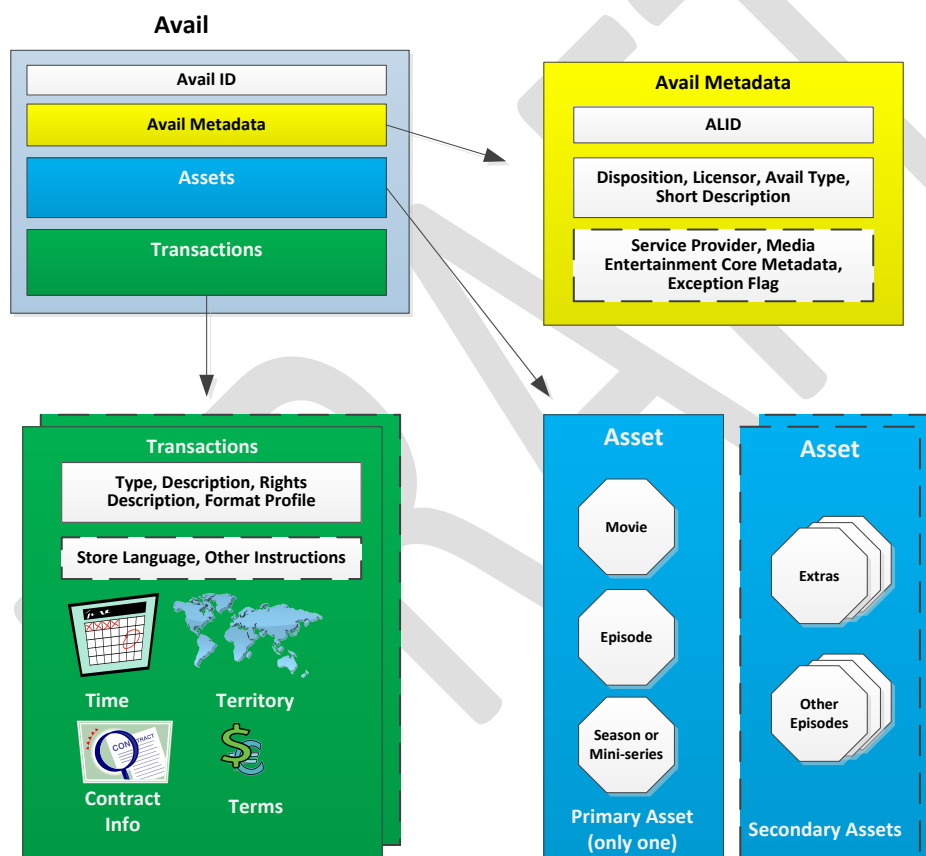 Avail
Avail ID
Avail Metadata
Assets
Transactions
Avail Metadata
ALID
Disposition, Licensor, Avail Type,
Short Description
Service Provider, Media
Entertainment Core Metadata,
Exception Flag
Transactions
Type, Description, Rights
Description, Format Profile
Store Language, Other Instructions
Time
Territory
CONTRACT
Contract
Info
Terms
Asset
Movie
Episode
Season or
Mini-series
Primary Asset
(only one)
Asset
Extras
Other
Episodes
Secondary Assets